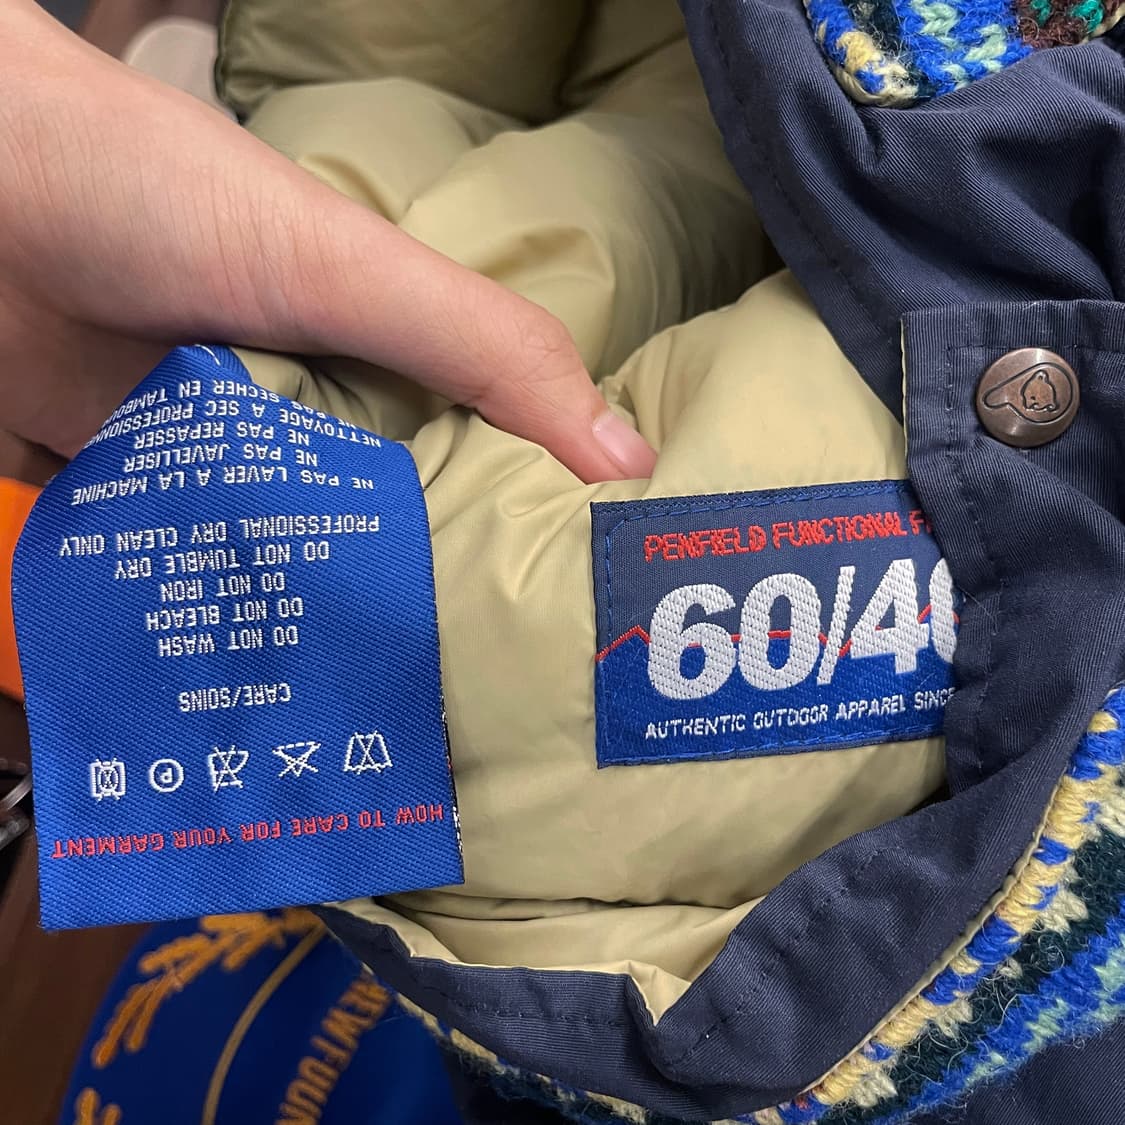 HOW TO CARE FOR YOUR GARMENT
P
CARE/SOINS
DO NOT WASH
DO NOT BLEACH
DO NOT IRON
DO NOT TUMBLE DRY
PROFESSIONAL DRY CLEAN ONLY
NE PAS LAVER A LA MACHINE
NE PAS JAVELLISER
NE PAS REPASSER
NETTOYAGE A SEC PROFESSIONNE
NE PAS SECHER EN TAMBOU
PENFIELD FUNCTIONAL
60/40
AUTHENTIC OUTDOOR APPAREL SINCE